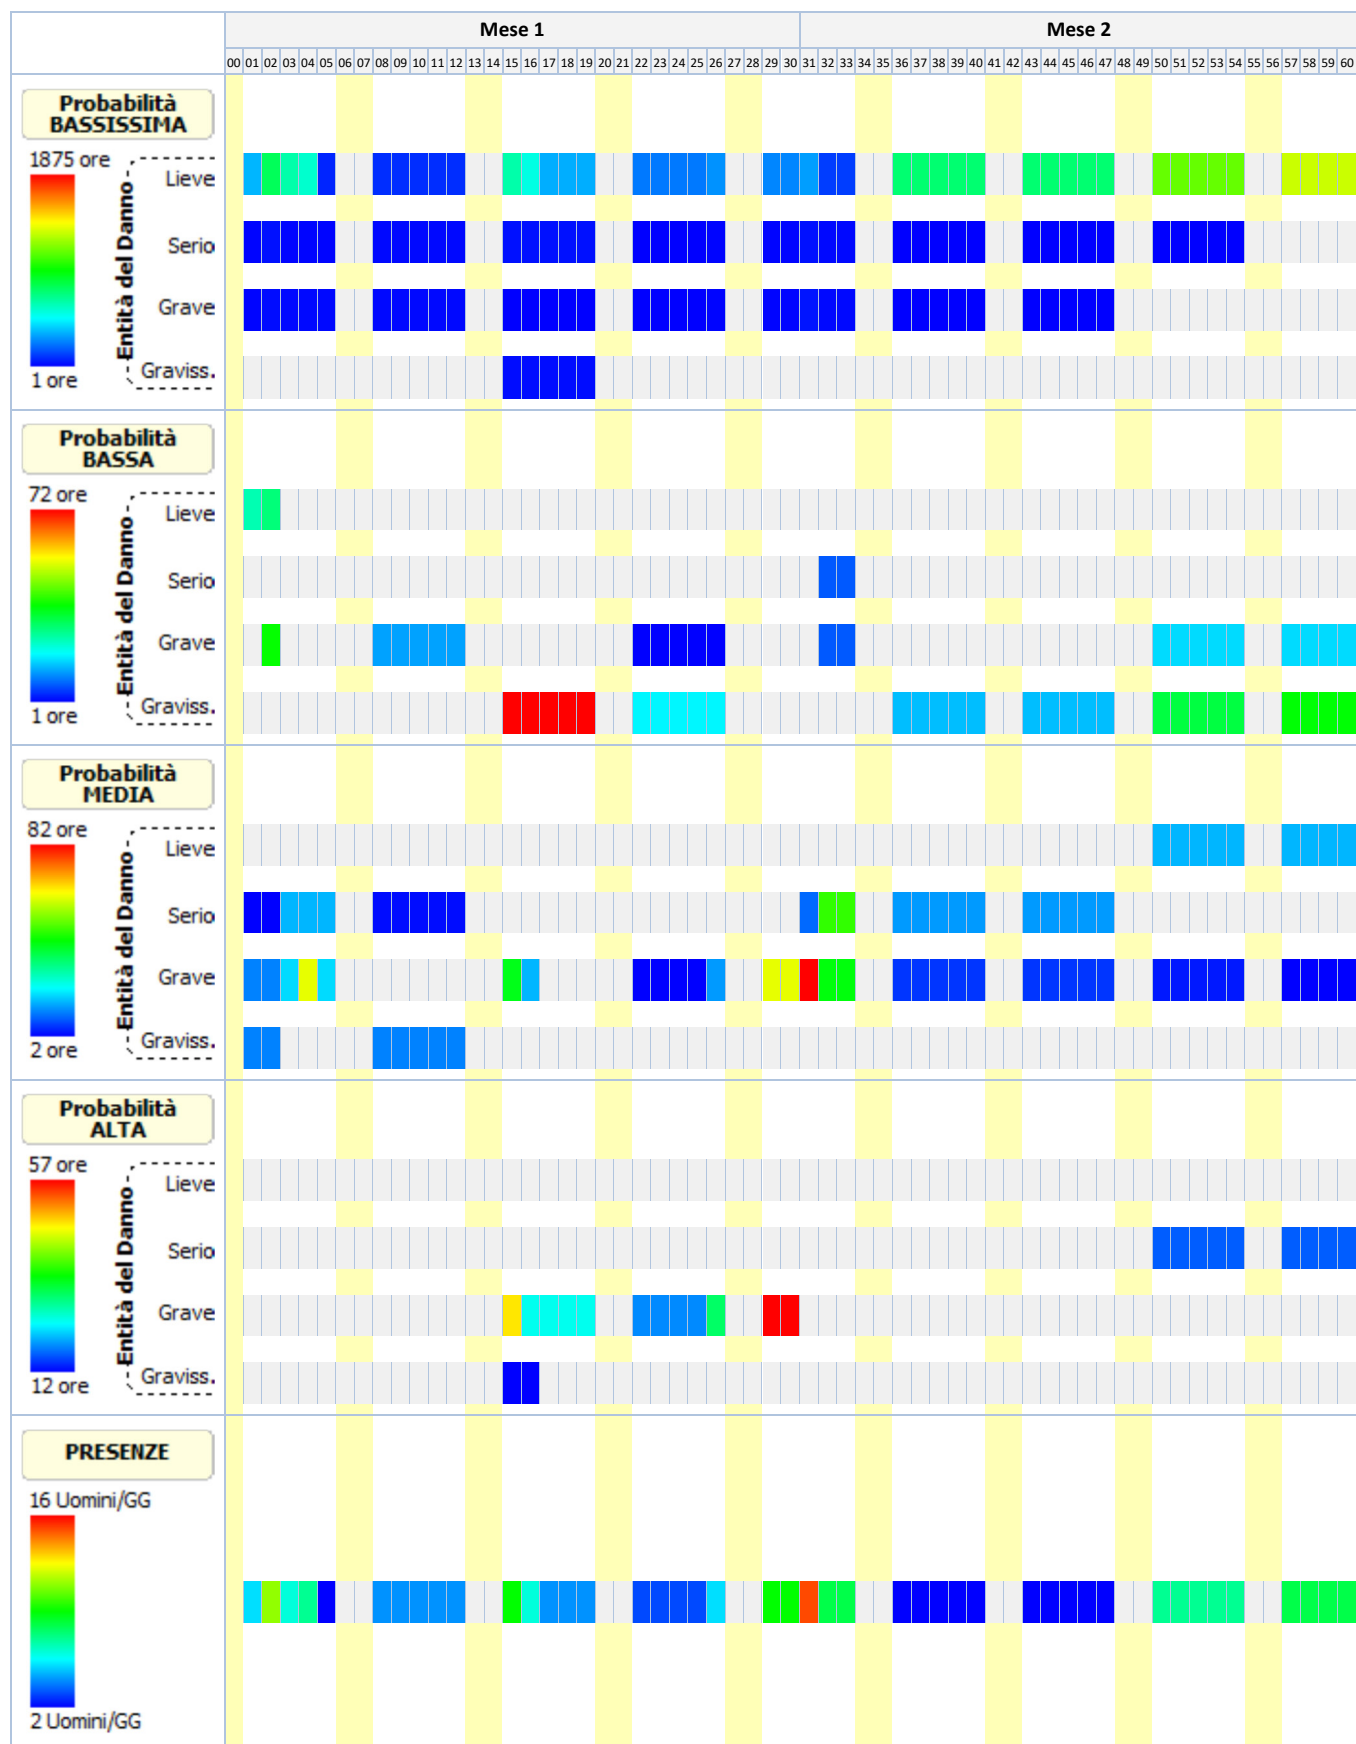 Mese 1 Mese 2
00 01 02 03 04 05 06 07 08 09 10 11 12 13 14 15 16 17 18 19 20 21 22 23 24 25 26 27 28 29 30 31 32 33 34 35 36 37 38 39 40 41 42 43 44 45 46 47 48 49 50 51 52 53 54 55 56 57 58 59 60
Probabilità
BASSISSIMA
1875 ore
Entità del Danno
Lieve
Serio
Grave
Graviss.
1 ore
Probabilità
BASSA
72 ore
Entità del Danno
Lieve
Serio
Grave
Graviss.
1 ore
Probabilità
MEDIA
82 ore
Entità del Danno
Lieve
Serio
Grave
Graviss.
2 ore
Probabilità
ALTA
57 ore
Entità del Danno
Lieve
Serio
Grave
Graviss.
12 ore
PRESENZE
16 Uomini/GG
2 Uomini/GG